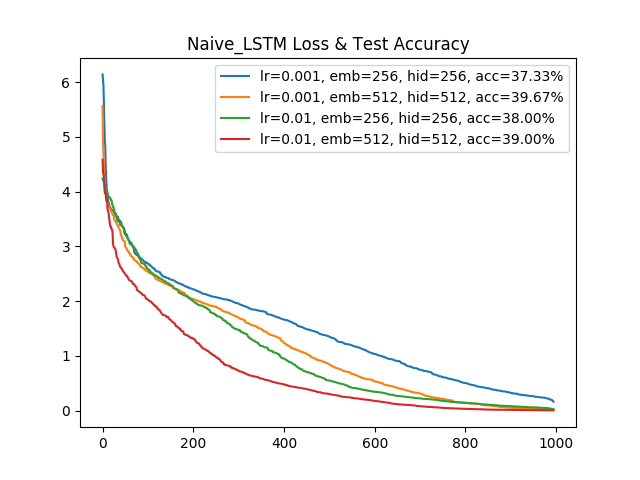 Naive_LSTM Loss & Test Accuracy
lr=0.001, emb=256, hid=256, acc=37.33%
lr=0.001, emb=512, hid=512, acc=39.67%
lr=0.01, emb=256, hid=256, acc=38.00%
lr=0.01, emb=512, hid=512, acc=39.00%
6
5
4
3
2
1
0
0 200 400 600 800 1000